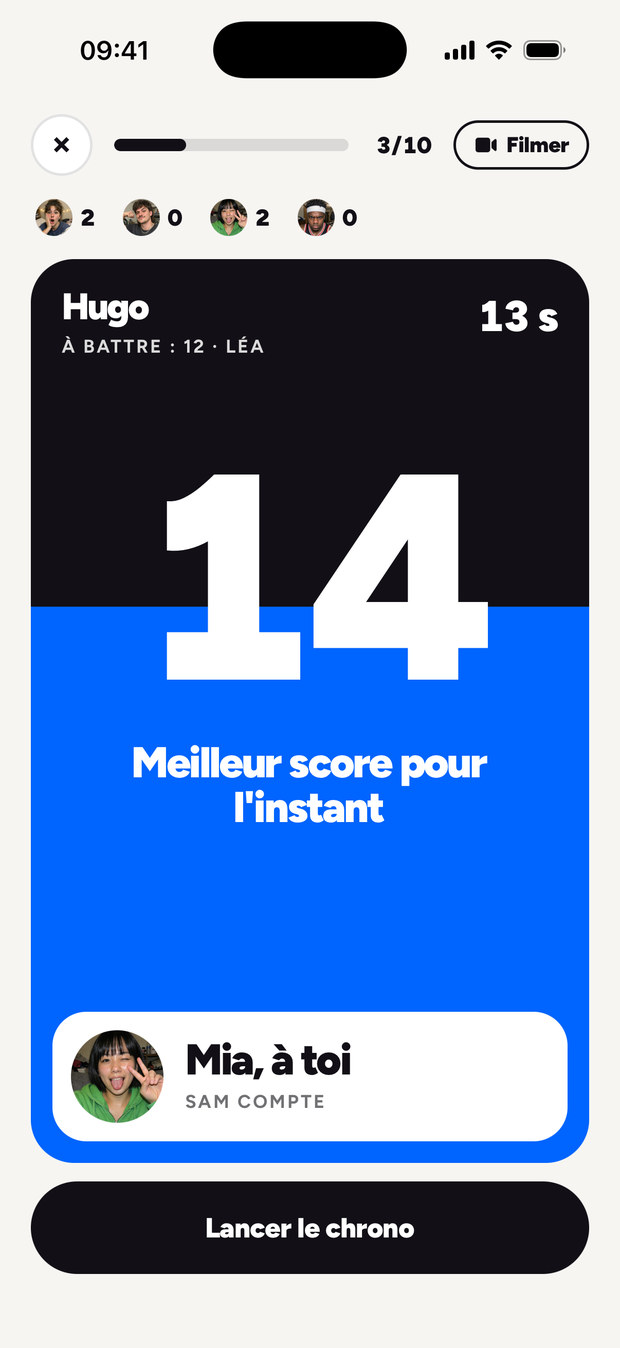 09:41
3/10
Filmer
2
0
2
0
Hugo
13 s
À BATTRE : 12 · LÉA
14
Meilleur score pour
l'instant
Mia, à toi
SAM COMPTE
Lancer le chrono